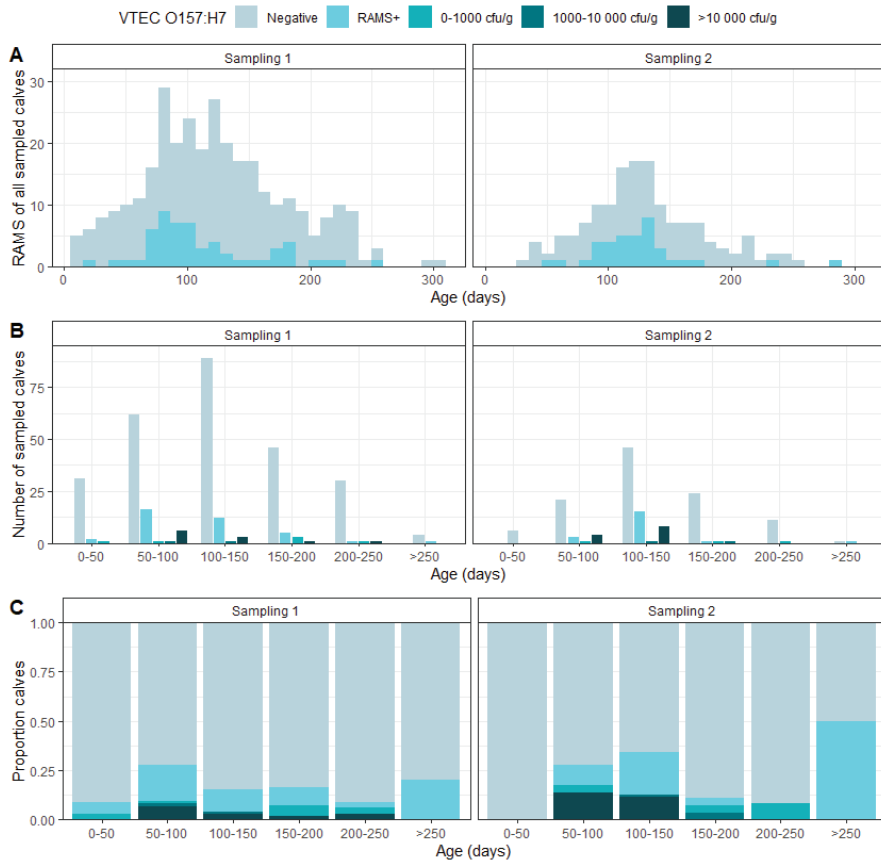 VTEC O157:H7 Negative RAMS+ 0-1000 cfu/g 1000-10 000 cfu/g >10 000 cfu/g
A
Sampling 1 Sampling 2
RAMS of all sampled calves
30
20
10
0
0 100 200 300 0 100 200 300
Age (days) Age (days)
B
Sampling 1 Sampling 2
Number of sampled calves
75
50
25
0
0-50 50-100 100-150 150-200 200-250 >250 0-50 50-100 100-150 150-200 200-250 >250
Age (days) Age (days)
C
Sampling 1 Sampling 2
Proportion calves
1.00
0.75
0.50
0.25
0.00
0-50 50-100 100-150 150-200 200-250 >250 0-50 50-100 100-150 150-200 200-250 >250
Age (days) Age (days)